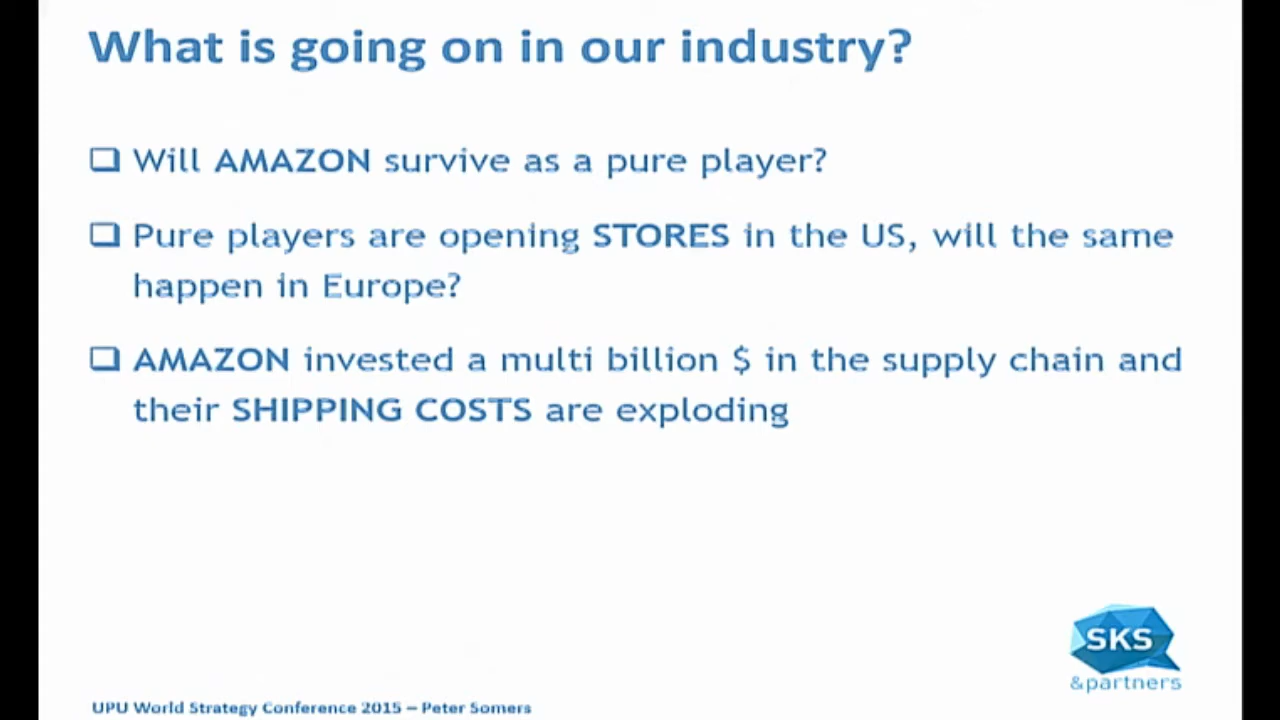 What is going on in our industry?
❑ Will AMAZON survive as a pure player?
❑ Pure players are opening STORES in the US, will the same
happen in Europe?
❑ AMAZON invested a multi billion $ in the supply chain and
their SHIPPING COSTS are exploding
SKS
&partners
UPU World Strategy Conference 2015 – Peter Somers